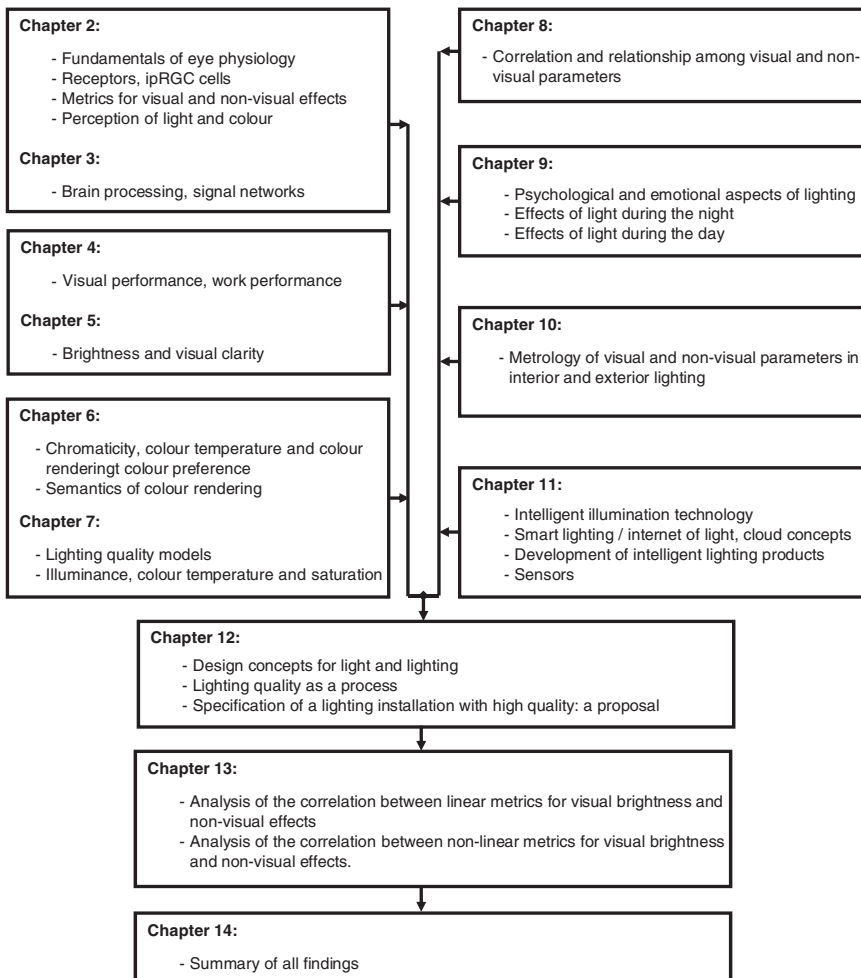 Chapter 2:
- Fundamentals of eye physiology
- Receptors, ipRGC cells
- Metrics for visual and non-visual effects
- Perception of light and colour
Chapter 3:
- Brain processing, signal networks
Chapter 4:
- Visual performance, work performance
Chapter 5:
- Brightness and visual clarity
Chapter 6:
- Chromaticity, colour temperature and colour
renderingt colour preference
- Semantics of colour rendering
Chapter 7:
- Lighting quality models
- Illuminance, colour temperature and saturation
Chapter 8:
- Correlation and relationship among visual and non-
visual parameters
Chapter 9:
- Psychological and emotional aspects of lighting
- Effects of light during the night
- Effects of light during the day
Chapter 10:
- Metrology of visual and non-visual parameters in
interior and exterior lighting
Chapter 11:
- Intelligent illumination technology
- Smart lighting / internet of light, cloud concepts
- Development of intelligent lighting products
- Sensors
Chapter 12:
- Design concepts for light and lighting
- Lighting quality as a process
- Specification of a lighting installation with high quality: a proposal
Chapter 13:
- Analysis of the correlation between linear metrics for visual brightness and
non-visual effects
- Analysis of the correlation between non-linear metrics for visual brightness
and non-visual effects.
Chapter 14:
- Summary of all findings